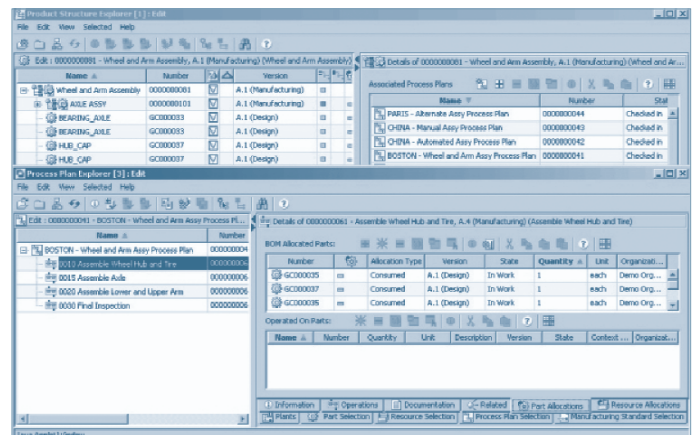 Product Structure Explorer [1] : Edit
File Edit View Selected Help
Edit : 0000000081 - Wheel and Arm Assembly, A.1 (Manufacturing) (Wheel and Arm Assembly)
Details of 0000000081 - Wheel and Arm Assembly, A.1 (Manufacturing) (Wheel and Ar...
Name Number Version
Wheel and Arm Assembly 0000000081 A.1 (Manufacturing)
AXLE ASSY 0000000101 A.1 (Manufacturing)
BEARING_AXLE GC000033 A.1 (Design)
BEARING_AXLE GC000033 A.1 (Design)
HUB_CAP GC000037 A.1 (Design)
HUB_CAP GC000037 A.1 (Design)
Associated Process Plans
Name Number Stat
PARIS - Alternate Assy Process Plan 0000000044 Checked in
CHINA - Manual Assy Process Plan 0000000043 Checked in
CHINA - Automated Assy Process Plan 0000000042 Checked in
BOSTON - Wheel and Arm Assy Process Plan 0000000041 Checked in
Process Plan Explorer [3] : Edit
File Edit View Selected Help
Edit : 0000000041 - BOSTON - Wheel and Arm Assy Process Pl...
Details of 0000000061 - Assemble Wheel Hub and Tire, A.4 (Manufacturing) (Assemble Wheel Hub and Tire)
Name Number
BOSTON - Wheel and Arm Assy Process Plan 000000004
0010 Assemble Wheel Hub and Tire 000000006
0015 Assemble Axle 000000006
0020 Assemble Lower and Upper Arm 000000006
0030 Final Inspection 000000006
BOM Allocated Parts:
Number Allocation Type Version State Quantity Unit Organizati...
GC000035 Consumed A.1 (Design) In Work 1 each Demo Org...
GC000037 Consumed A.1 (Design) In Work 1 each Demo Org...
GC000036 Consumed A.1 (Design) In Work 1 each Demo Org...
Operated On Parts:
Name Number Quantity Unit Description Version State Context ... Organizat...
Information Operations Documentation Related Part Allocations Resource Allocations
Plants Part Selection Resource Selection Process Plan Selection Manufacturing Standard Selection